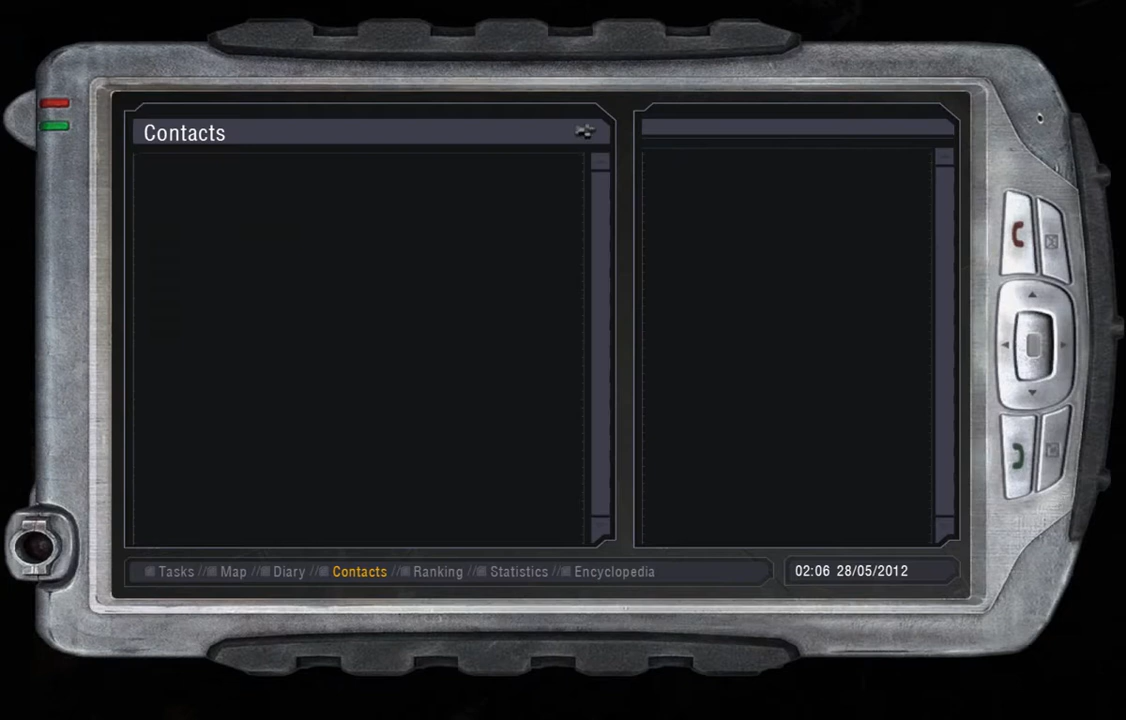 Contacts
Tasks // Map // Diary // Contacts // Ranking // Statistics // Encyclopedia
02:06 28/05/2012